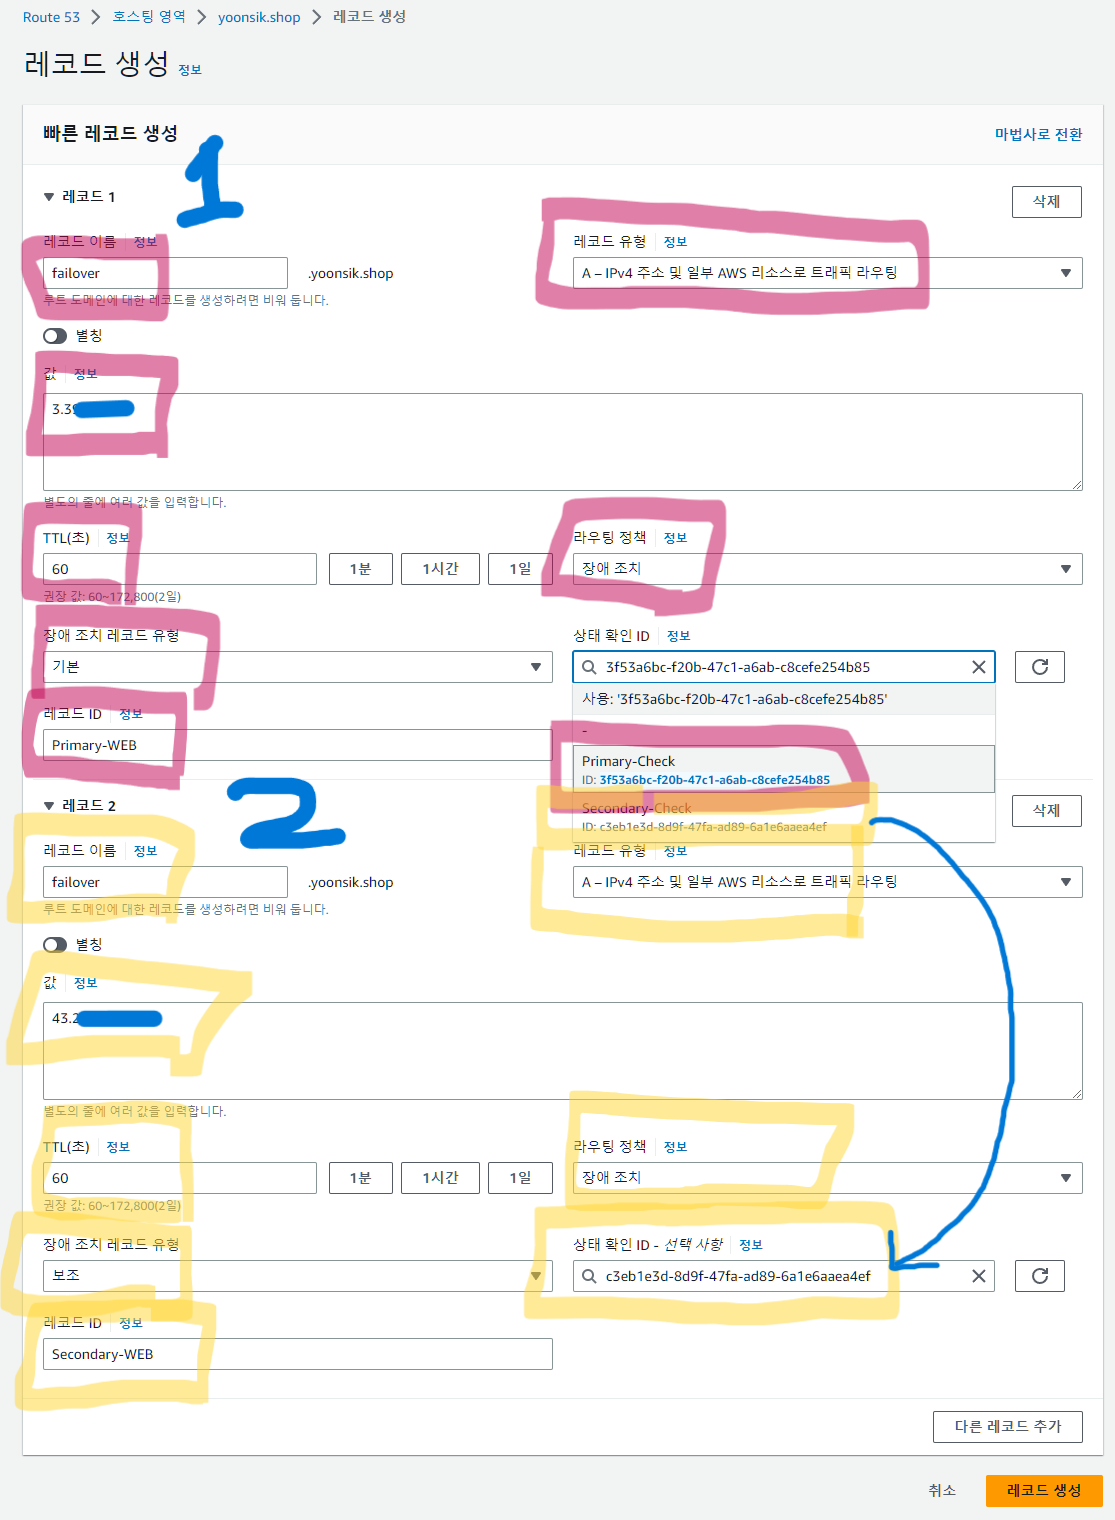 Route 53 > 호스팅 영역 > yoonsik.shop > 레코드 생성
레코드 생성 정보
빠른 레코드 생성 마법사로 전환
1
▼ 레코드 1 삭제
레코드 이름 정보 레코드 유형 정보
failover .yoonsik.shop A – IPv4 주소 및 일부 AWS 리소스로 트래픽 라우팅
루트 도메인에 대한 레코드를 생성하려면 비워 둡니다.
별칭
값 정보
3.39
별도의 줄에 여러 값을 입력합니다.
TTL(초) 정보 라우팅 정책 정보
60 1분 1시간 1일 장애 조치
권장 값: 60~172,800(2일)
장애 조치 레코드 유형 상태 확인 ID 정보
기본 3f53a6bc-f20b-47c1-a6ab-c8cefe254b85
사용: '3f53a6bc-f20b-47c1-a6ab-c8cefe254b85'
레코드 ID 정보 -
Primary-WEB Primary-Check
ID: 3f53a6bc-f20b-47c1-a6ab-c8cefe254b85
2
▼ 레코드 2 Secondary-Check 삭제
ID: c3eb1e3d-8d9f-47fa-ad89-6a1e6aaea4ef
레코드 이름 정보 레코드 유형 정보
failover .yoonsik.shop A – IPv4 주소 및 일부 AWS 리소스로 트래픽 라우팅
루트 도메인에 대한 레코드를 생성하려면 비워 둡니다.
별칭
값 정보
43.2
별도의 줄에 여러 값을 입력합니다.
TTL(초) 정보 라우팅 정책 정보
60 1분 1시간 1일 장애 조치
권장 값: 60~172,800(2일)
장애 조치 레코드 유형 상태 확인 ID - 선택 사항 정보
보조 c3eb1e3d-8d9f-47fa-ad89-6a1e6aaea4ef
레코드 ID 정보
Secondary-WEB
다른 레코드 추가
취소 레코드 생성